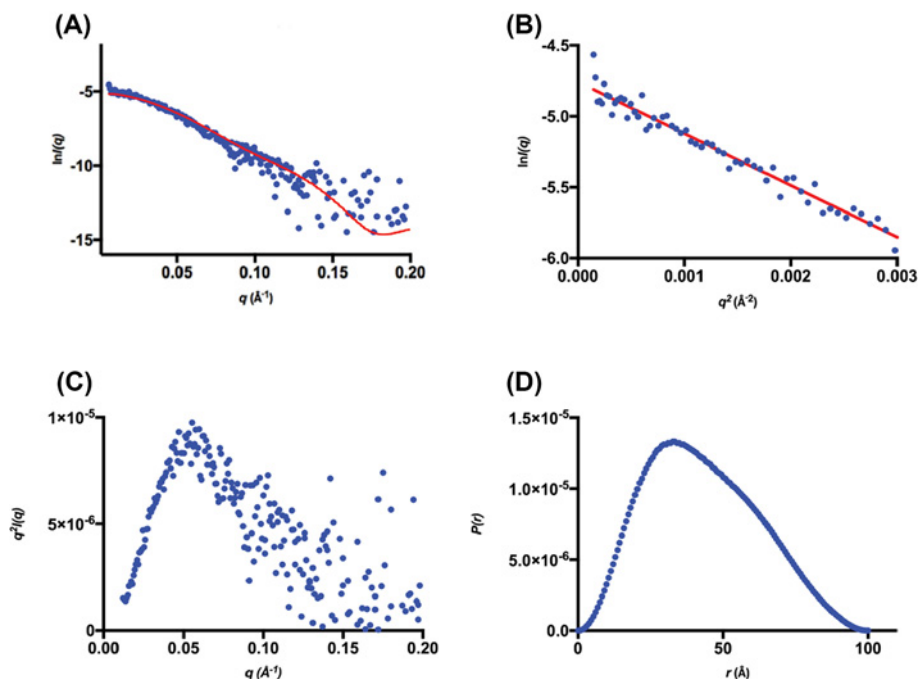 (A)
lnI(q)
-5
-10
-15
0.05
0.10
0.15
0.20
q (Å-1)
(B)
lnI(q)
-4.5
-5.0
-5.5
-6.0
0.000
0.001
0.002
0.003
q2 (Å-2)
(C)
q2I(q)
1×10-5
5×10-6
0
0.00
0.05
0.10
0.15
0.20
q (Å-1)
(D)
P(r)
1.5×10-5
1.0×10-5
5.0×10-6
0.0
0
50
100
r (Å)